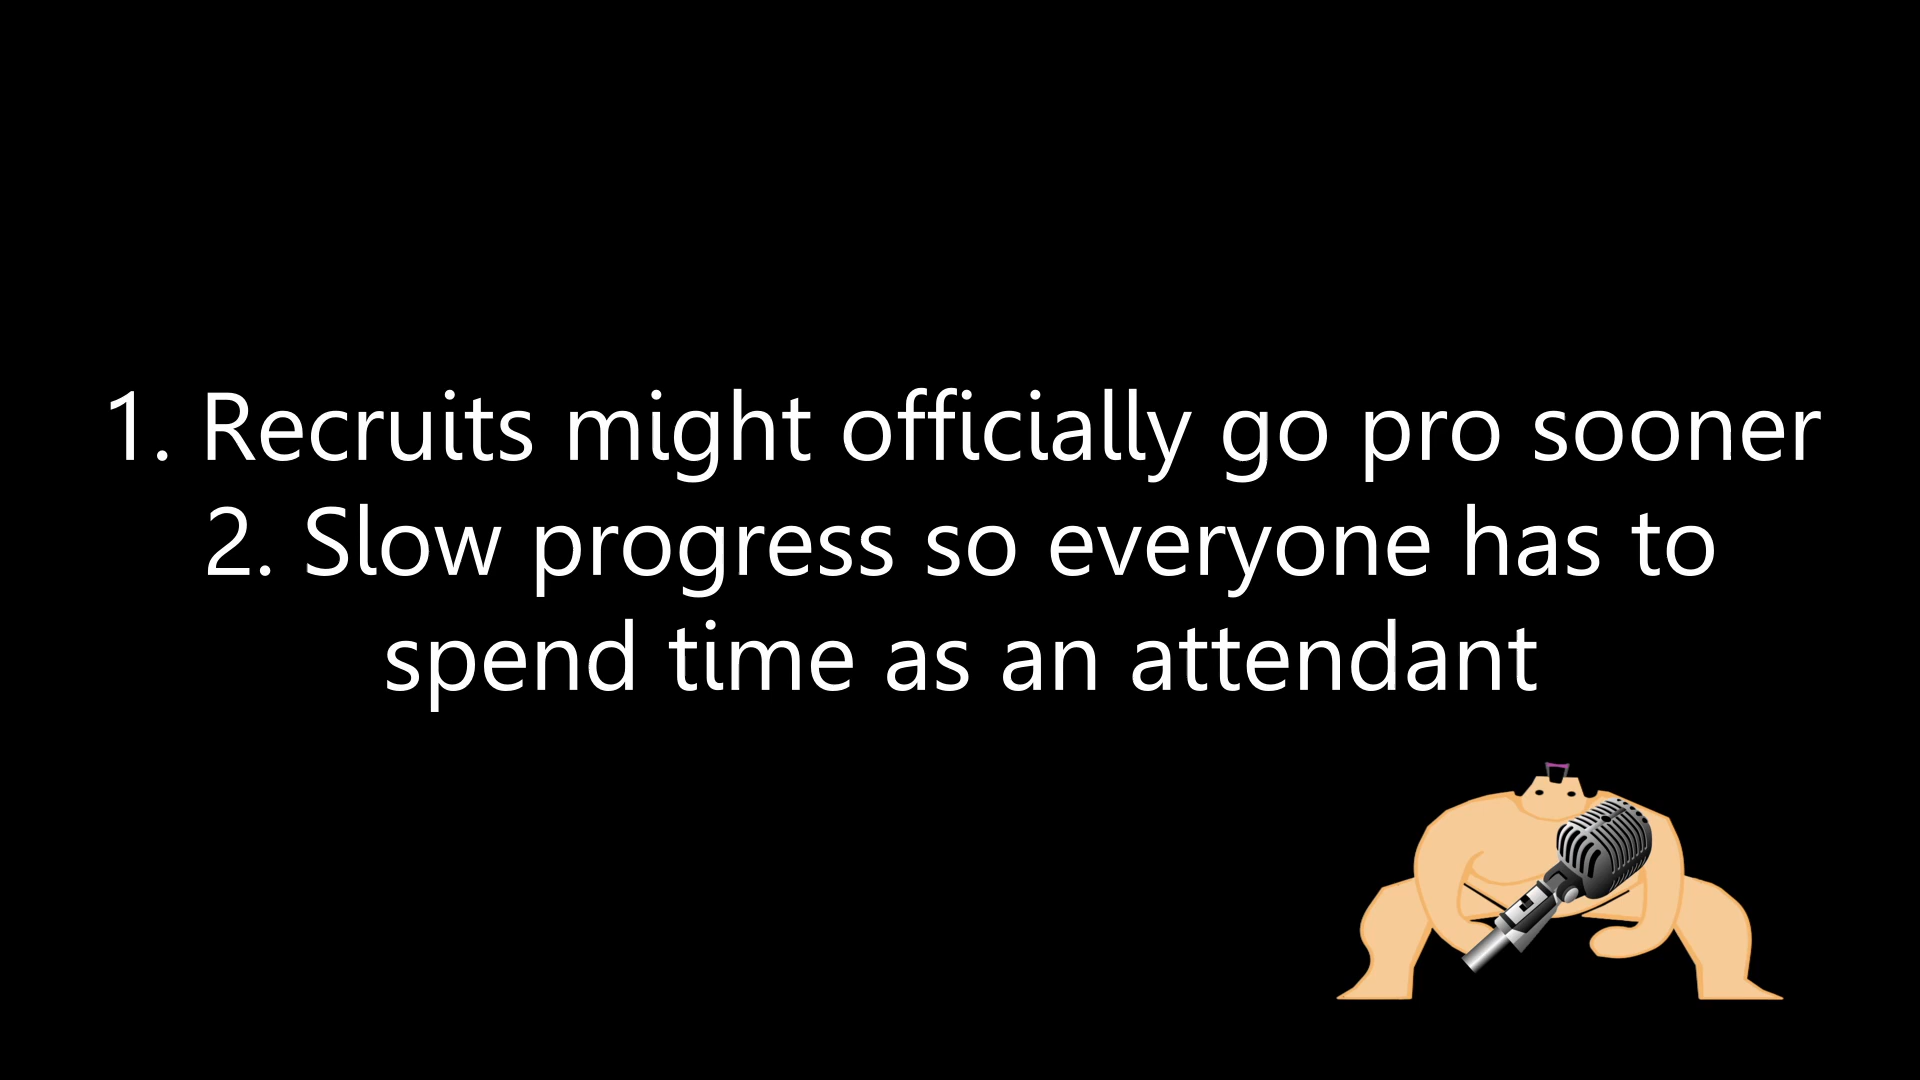 1. Recruits might officially go pro sooner
2. Slow progress so everyone has to
spend time as an attendant